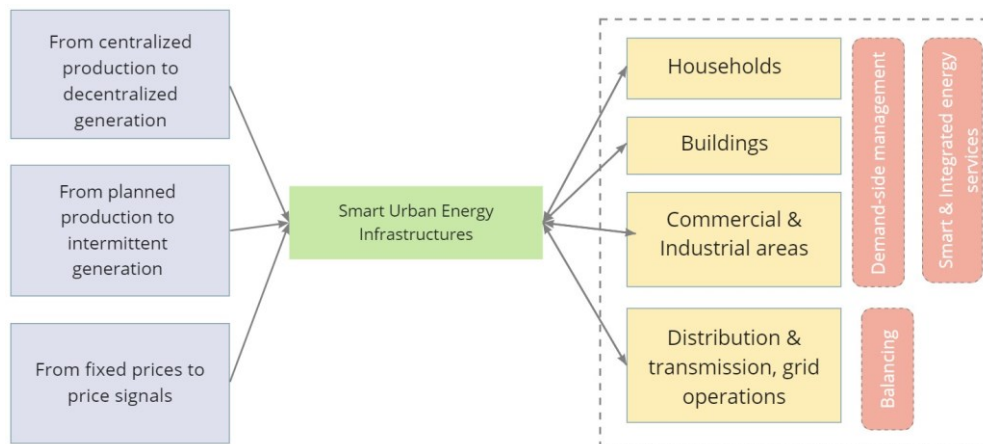 From centralized
production to
decentralized
generation
From planned
production to
intermittent
generation
From fixed prices to
price signals
Smart Urban Energy
Infrastructures
Households
Buildings
Commercial &
Industrial areas
Distribution &
transmission, grid
operations
Demand-side management
Smart & Integrated energy
services
Balancing